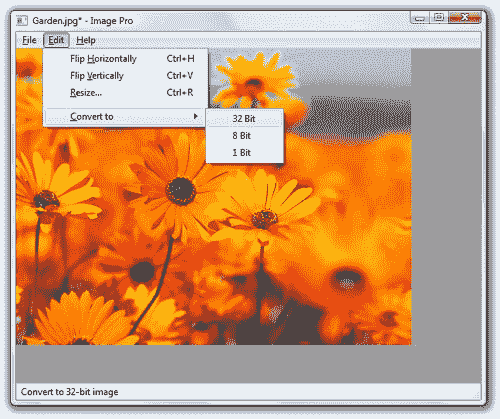 Garden.jpg* - Image Pro
File Edit Help
Flip Horizontally Ctrl+H
Flip Vertically Ctrl+V
Resize... Ctrl+R
Convert to
32 Bit
8 Bit
1 Bit
Convert to 32-bit image